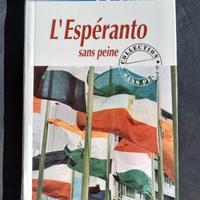 L'Espéranto
sans peine
COLLECTION
SANS PEINE